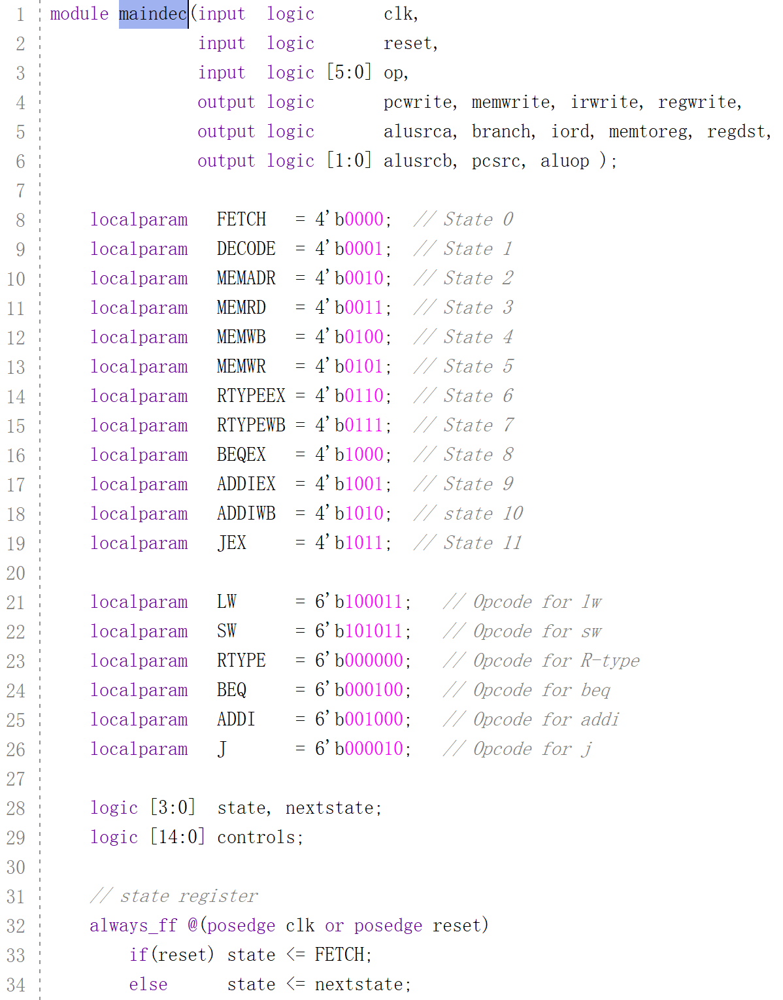 1 module maindec(input  logic       clk,
2                input  logic       reset,
3                input  logic [5:0] op,
4                output logic       pcwrite, memwrite, irwrite, regwrite,
5                output logic       alusrca, branch, iord, memtoreg, regdst,
6                output logic [1:0] alusrcb, pcsrc, aluop );
7
8     localparam   FETCH   = 4'b0000;  // State 0
9     localparam   DECODE  = 4'b0001;  // State 1
10     localparam   MEMADR  = 4'b0010;  // State 2
11     localparam   MEMRD   = 4'b0011;  // State 3
12     localparam   MEMWB   = 4'b0100;  // State 4
13     localparam   MEMWR   = 4'b0101;  // State 5
14     localparam   RTYPEEX = 4'b0110;  // State 6
15     localparam   RTYPEWB = 4'b0111;  // State 7
16     localparam   BEQEX   = 4'b1000;  // State 8
17     localparam   ADDIEX  = 4'b1001;  // State 9
18     localparam   ADDIWB  = 4'b1010;  // state 10
19     localparam   JEX     = 4'b1011;  // State 11
20
21     localparam   LW      = 6'b100011;   // Opcode for lw
22     localparam   SW      = 6'b101011;   // Opcode for sw
23     localparam   RTYPE   = 6'b000000;   // Opcode for R-type
24     localparam   BEQ     = 6'b000100;   // Opcode for beq
25     localparam   ADDI    = 6'b001000;   // Opcode for addi
26     localparam   J       = 6'b000010;   // Opcode for j
27
28     logic [3:0]  state, nextstate;
29     logic [14:0] controls;
30
31     // state register
32     always_ff @(posedge clk or posedge reset)
33         if(reset) state <= FETCH;
34         else      state <= nextstate;